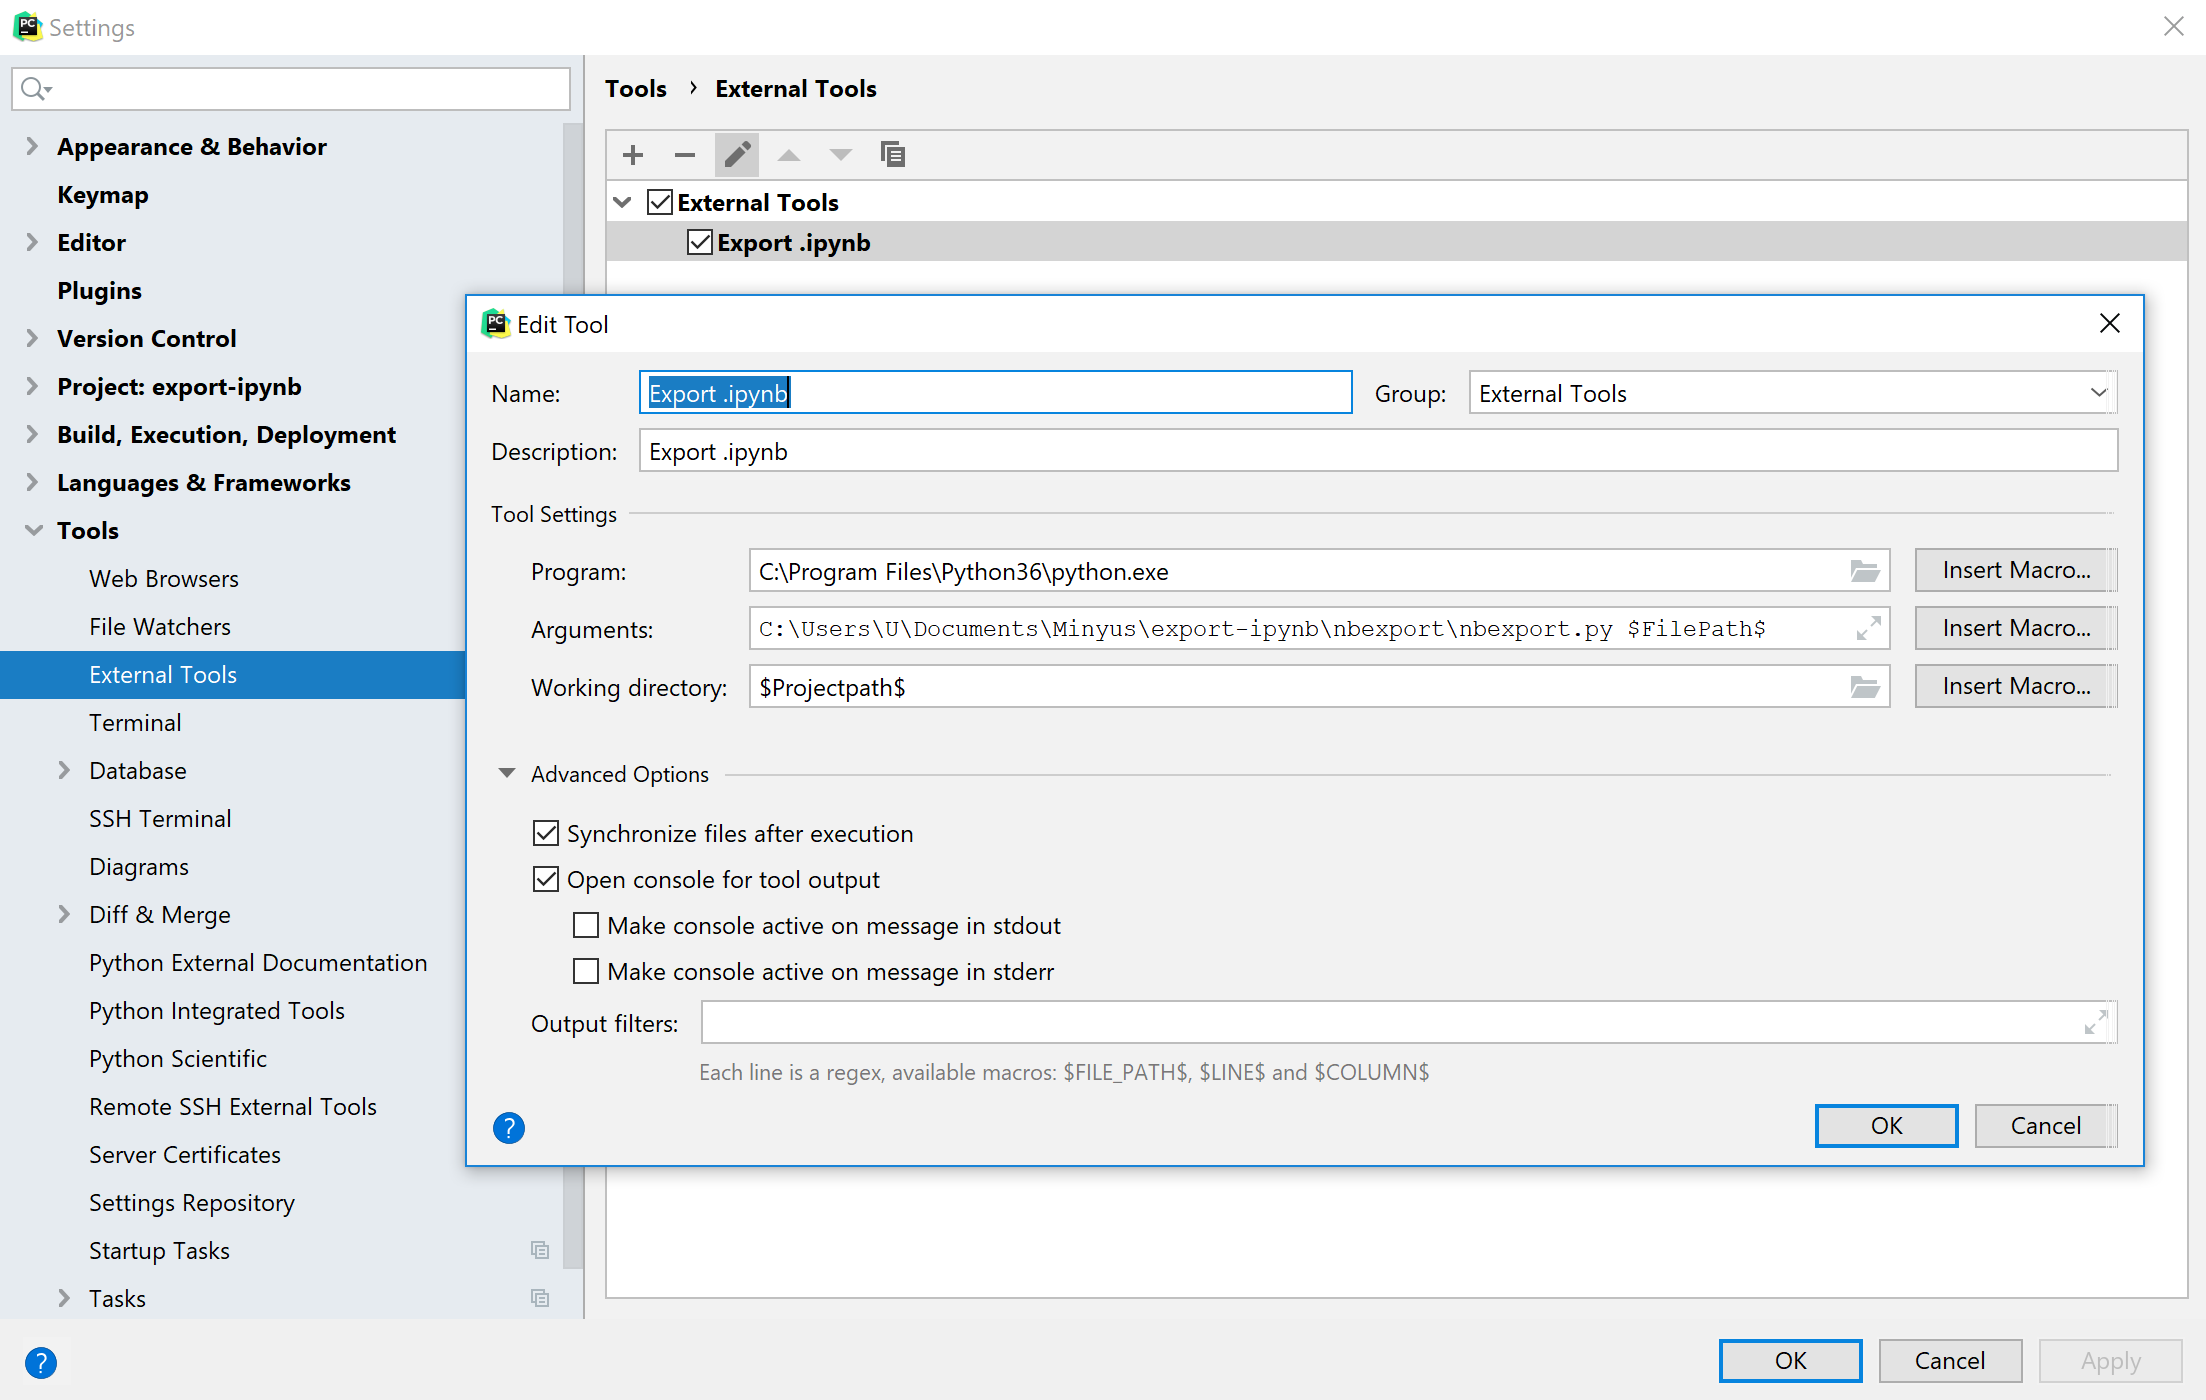 Settings
Tools › External Tools
Appearance & Behavior
Keymap
Editor
Plugins
Version Control
Project: export-ipynb
Build, Execution, Deployment
Languages & Frameworks
Tools
Web Browsers
File Watchers
External Tools
Terminal
Database
SSH Terminal
Diagrams
Diff & Merge
Python External Documentation
Python Integrated Tools
Python Scientific
Remote SSH External Tools
Server Certificates
Settings Repository
Startup Tasks
Tasks
External Tools
Export .ipynb
PC Edit Tool
Name: Export .ipynb Group: External Tools
Description: Export .ipynb
Tool Settings
Program: C:\Program Files\Python36\python.exe Insert Macro...
Arguments: C:\Users\U\Documents\Minyus\export-ipynb\nbexport\nbexport.py $FilePath$ Insert Macro...
Working directory: $Projectpath$ Insert Macro...
Advanced Options
Synchronize files after execution
Open console for tool output
Make console active on message in stdout
Make console active on message in stderr
Output filters:
Each line is a regex, available macros: $FILE_PATH$, $LINE$ and $COLUMN$
? OK Cancel
? OK Cancel Apply